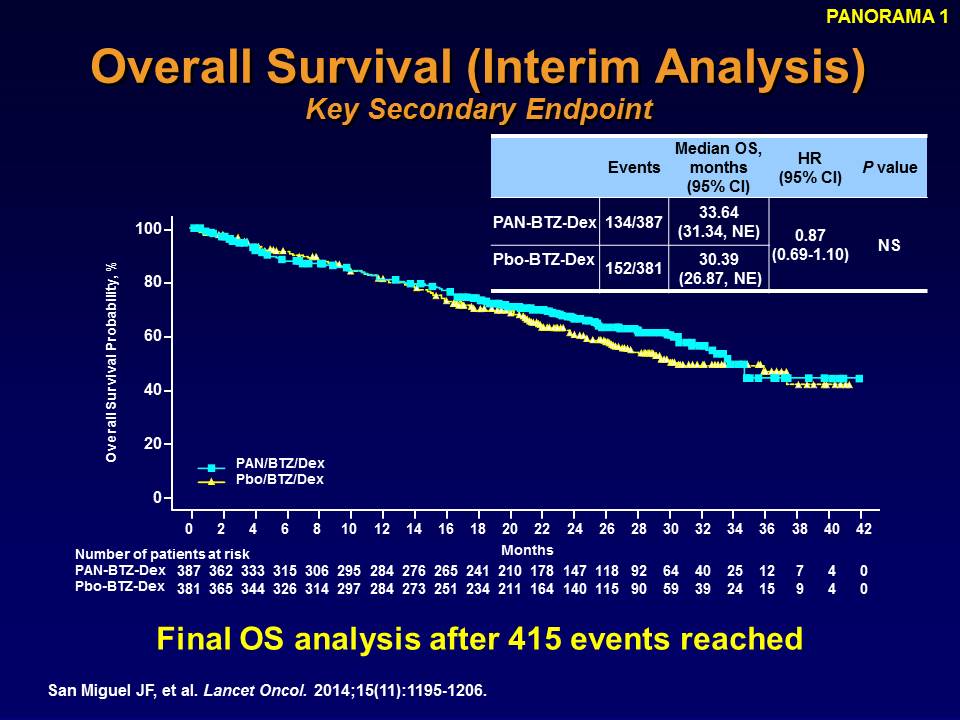 PANORAMA 1
Overall Survival (Interim Analysis)
Key Secondary Endpoint
Events
Median OS,
months
(95% CI)
HR
(95% CI)
P value
PAN-BTZ-Dex 134/387
33.64
(31.34, NE)
0.87
(0.69-1.10)
NS
Pbo-BTZ-Dex
152/381
30.39
(26.87, NE)
Overall Survival Probability, %
100
80
60
40
20
0
PAN/BTZ/Dex
Pbo/BTZ/Dex
0 2 4 6 8 10 12 14 16 18 20 22 24 26 28 30 32 34 36 38 40 42
Months
Number of patients at risk
PAN-BTZ-Dex 387 362 333 315 306 295 284 276 265 241 210 178 147 118 92 64 40 25 12 7 4 0
Pbo-BTZ-Dex 381 365 344 326 314 297 284 273 251 234 211 164 140 115 90 59 39 24 15 9 4 0
Final OS analysis after 415 events reached
San Miguel JF, et al. Lancet Oncol. 2014;15(11):1195-1206.